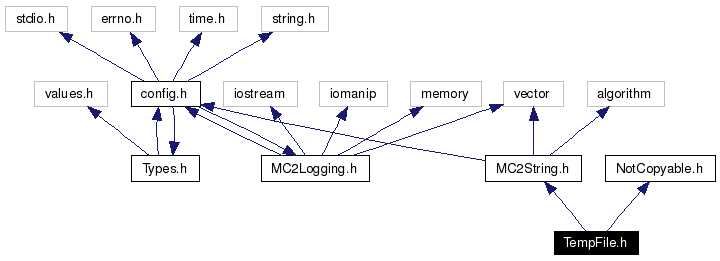 stdio.h
errno.h
time.h
string.h
values.h
config.h
iostream
iomanip
memory
vector
algorithm
Types.h
MC2Logging.h
MC2String.h
NotCopyable.h
TempFile.h